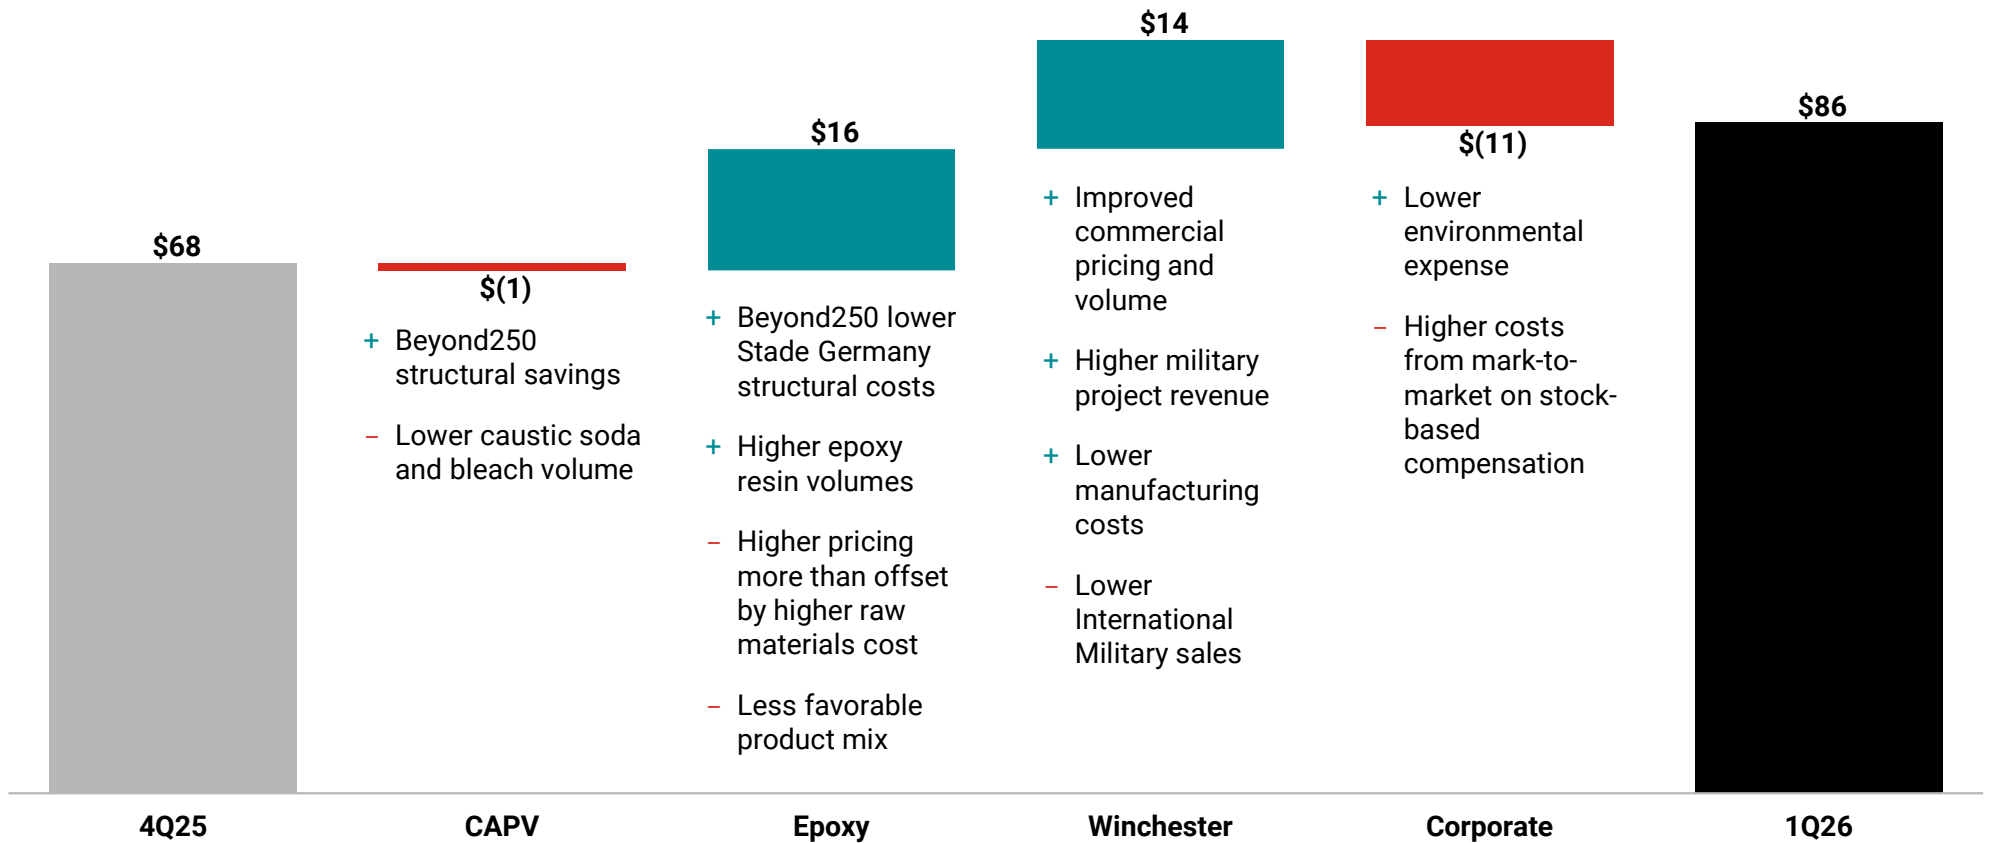 $68
$(1)
+ Beyond250
structural savings
– Lower caustic soda
and bleach volume
$16
+ Beyond250 lower
Stade Germany
structural costs
+ Higher epoxy
resin volumes
– Higher pricing
more than offset
by higher raw
materials cost
– Less favorable
product mix
$14
+ Improved
commercial
pricing and
volume
+ Higher military
project revenue
+ Lower
manufacturing
costs
– Lower
International
Military sales
$(11)
+ Lower
environmental
expense
– Higher costs
from mark-to-
market on stock-
based
compensation
$86
4Q25
CAPV
Epoxy
Winchester
Corporate
1Q26